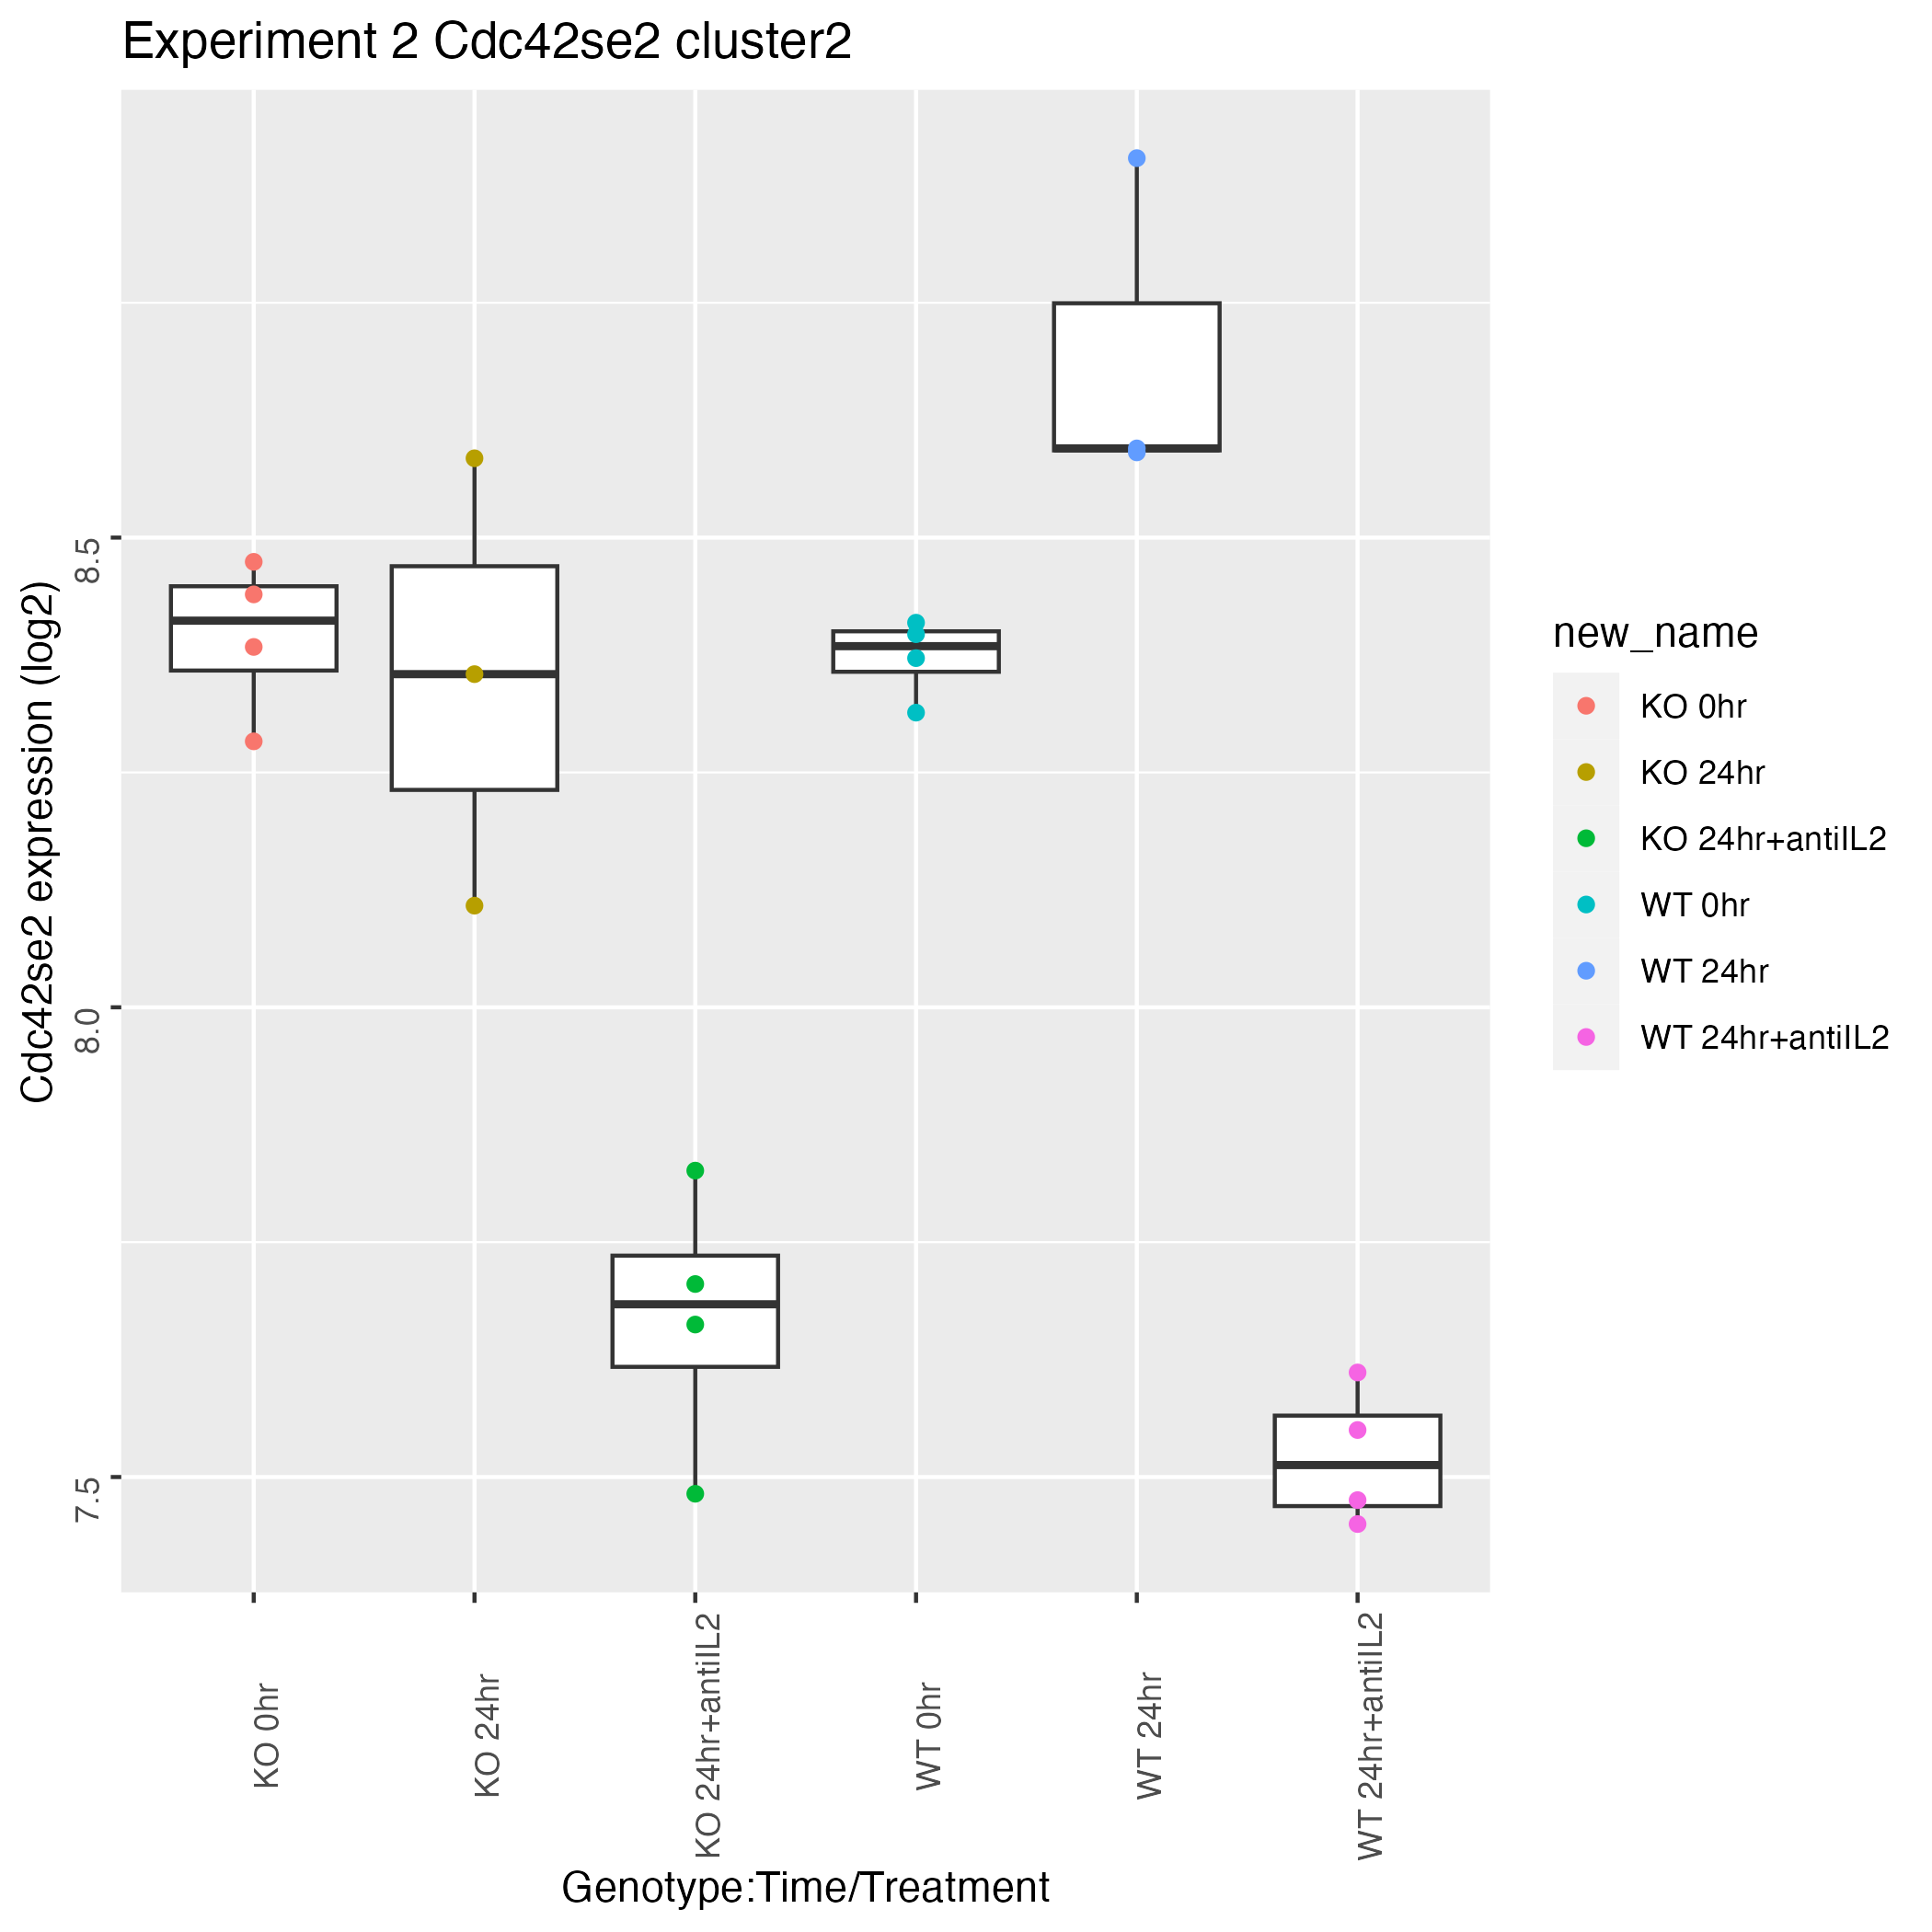 Experiment 2 Cdc42se2 cluster2
Cdc42se2 expression (log2)
8.5
8.0
7.5
KO 0hr
KO 24hr
KO 24hr+antiIL2
WT 0hr
WT 24hr
WT 24hr+antiIL2
Genotype:Time/Treatment
new_name
KO 0hr
KO 24hr
KO 24hr+antiIL2
WT 0hr
WT 24hr
WT 24hr+antiIL2